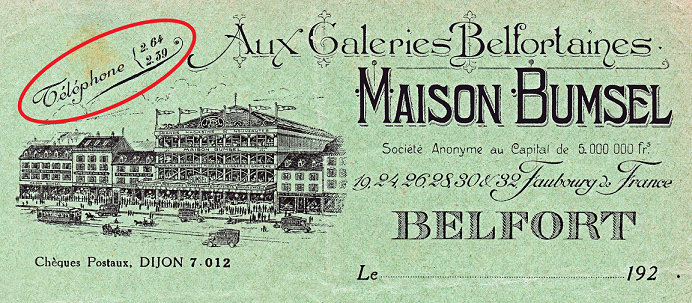 Téléphone { 2.64
2.39
Aux Galeries Belfortaines.
MAISON BUMSEL
Société Anonyme au Capital de 5.000 000 frs
19, 24, 26 28 30 & 32, Faubourg de France
BELFORT
Chèques Postaux, DIJON 7.012
Le 192